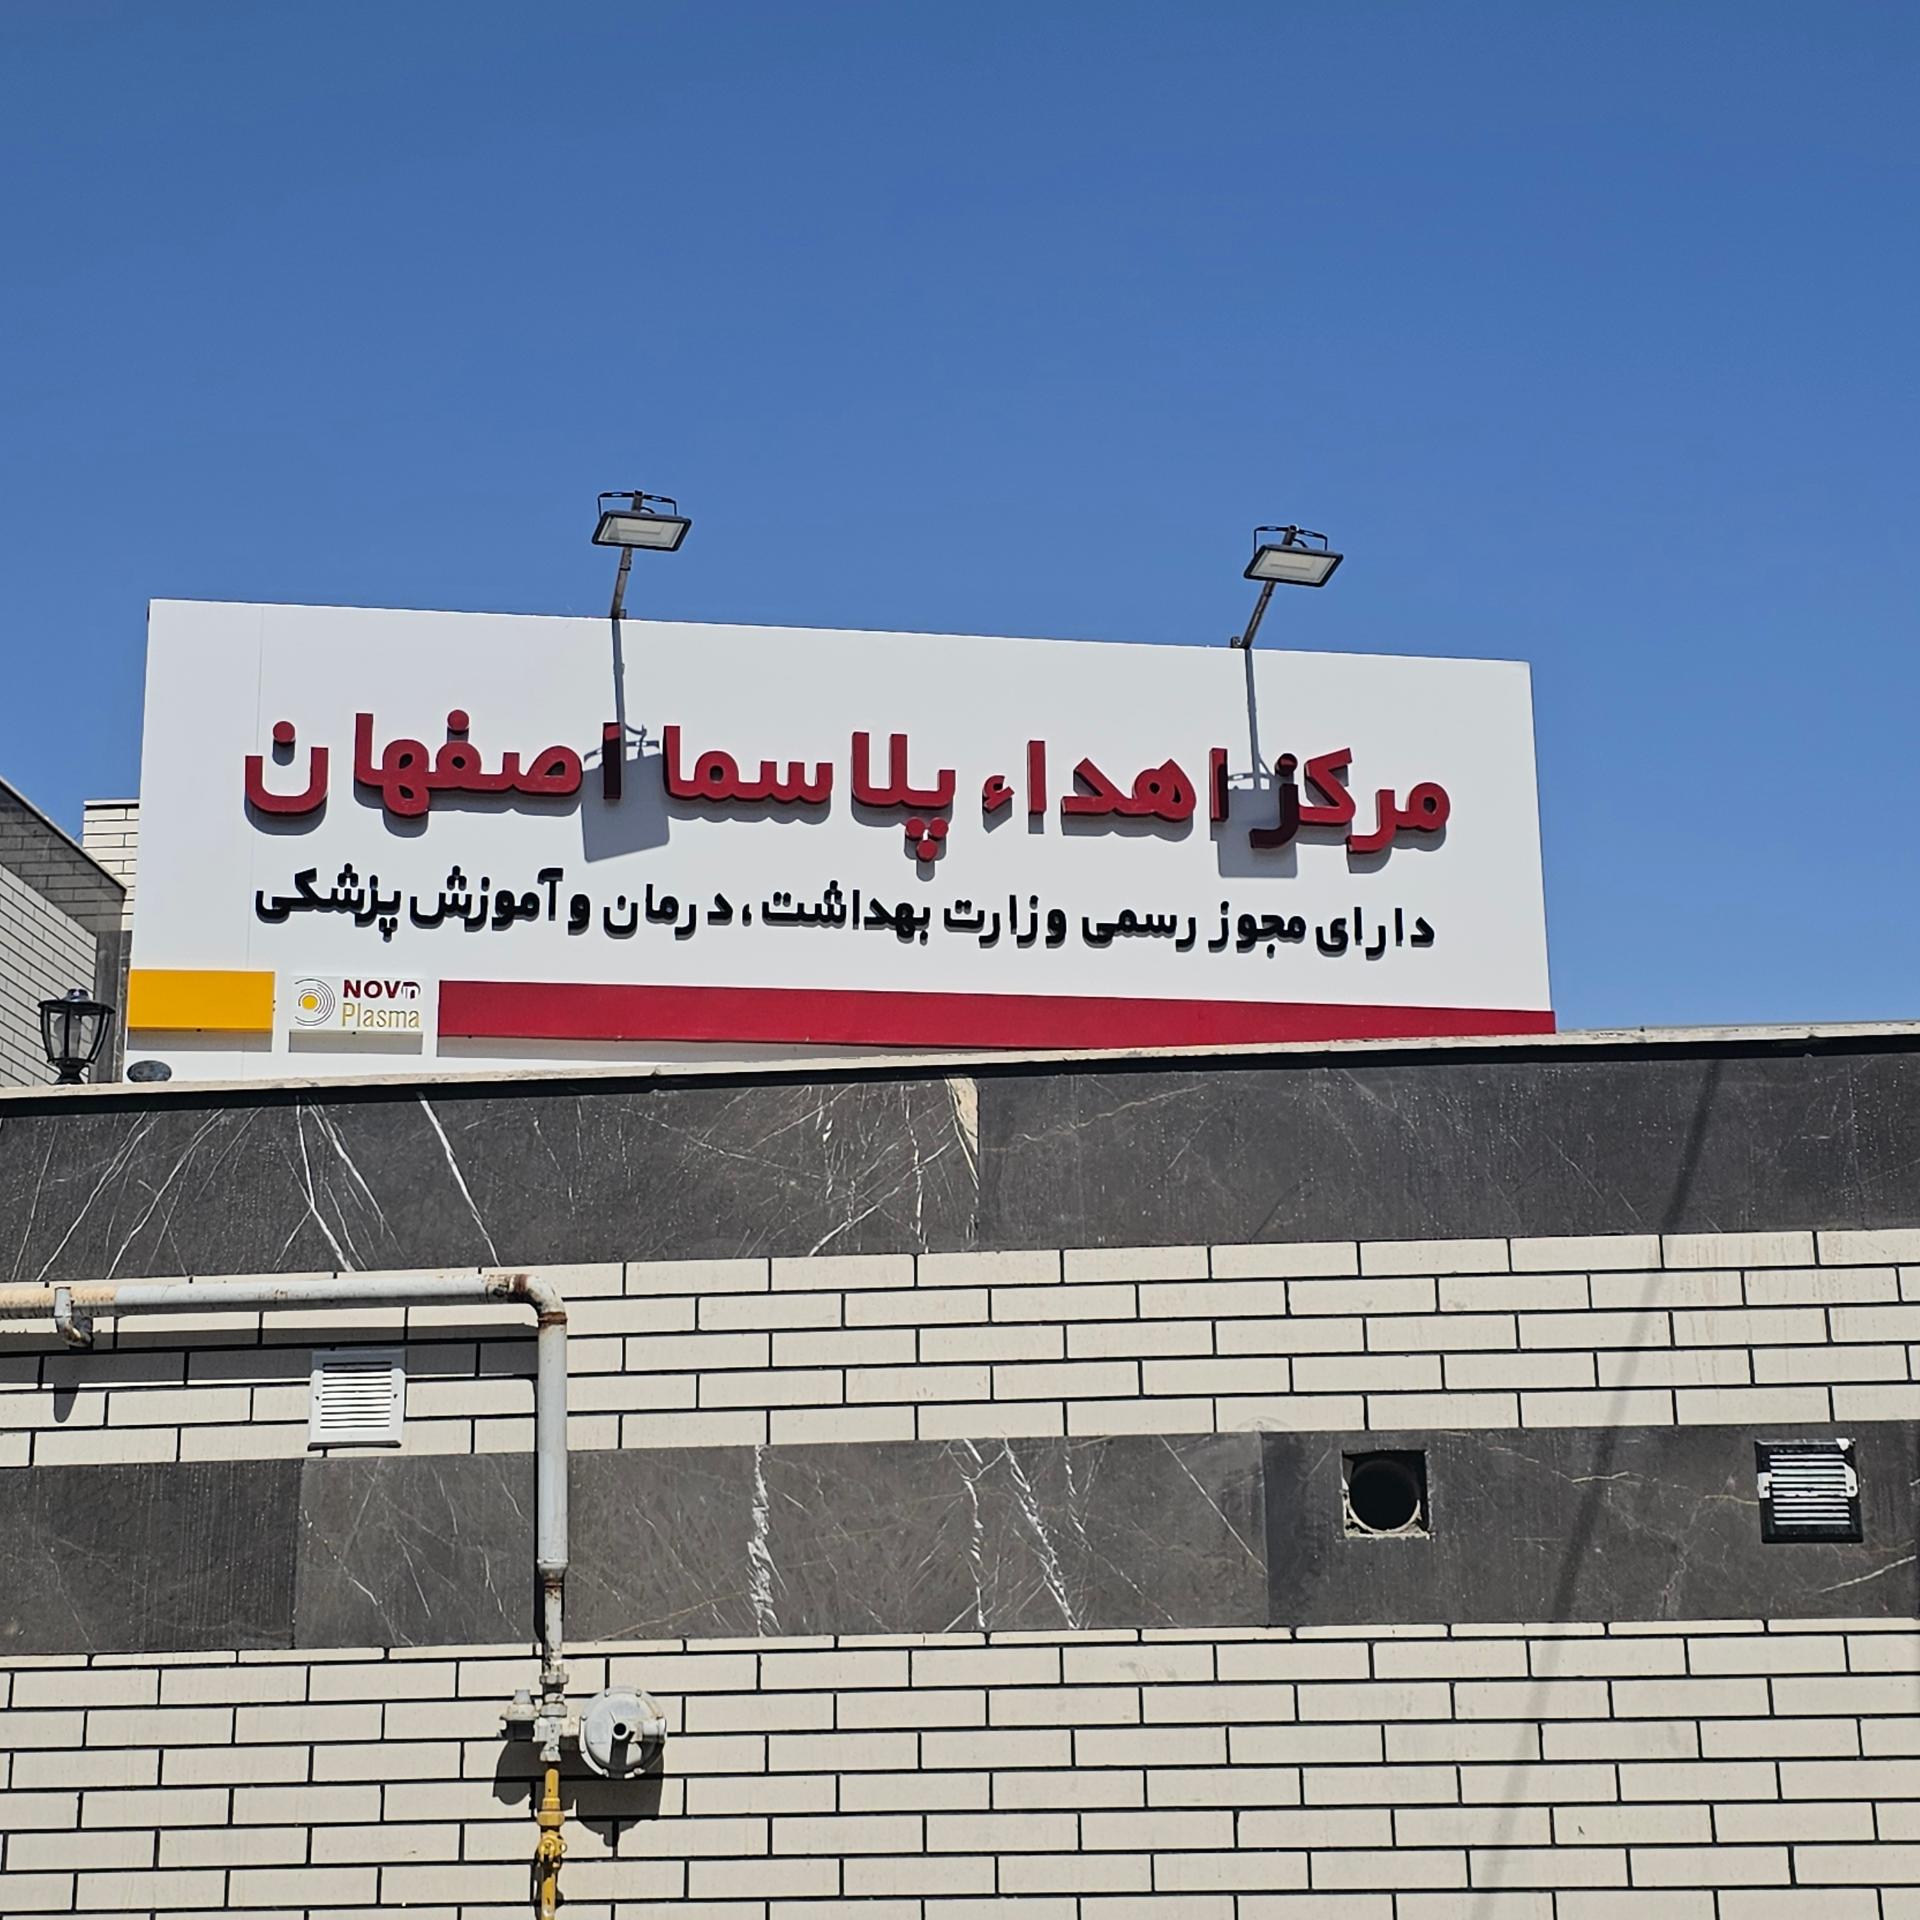 مرکز اهداء پلاسما اصفهان
دارای مجوز رسمی وزارت بهداشت، درمان و آموزش پزشکی
NOVA
Plasma